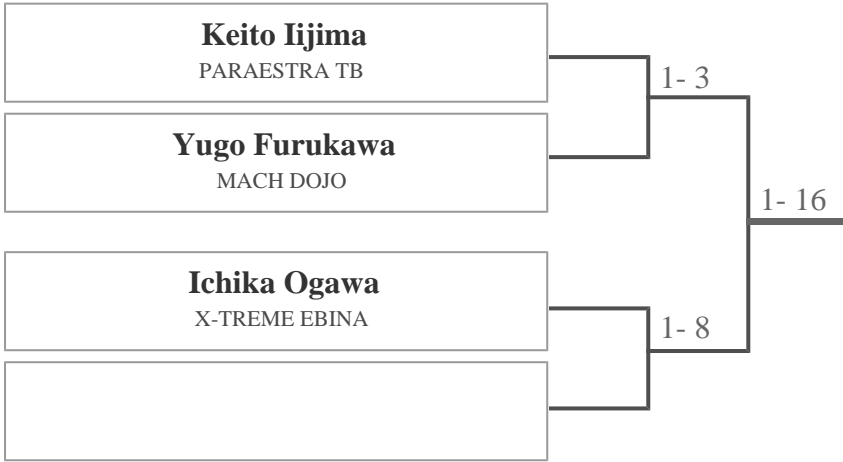 Keito Iijima
PARAESTRA TB
1- 3
Yugo Furukawa
MACH DOJO
1- 16
Ichika Ogawa
X-TREME EBINA
1- 8